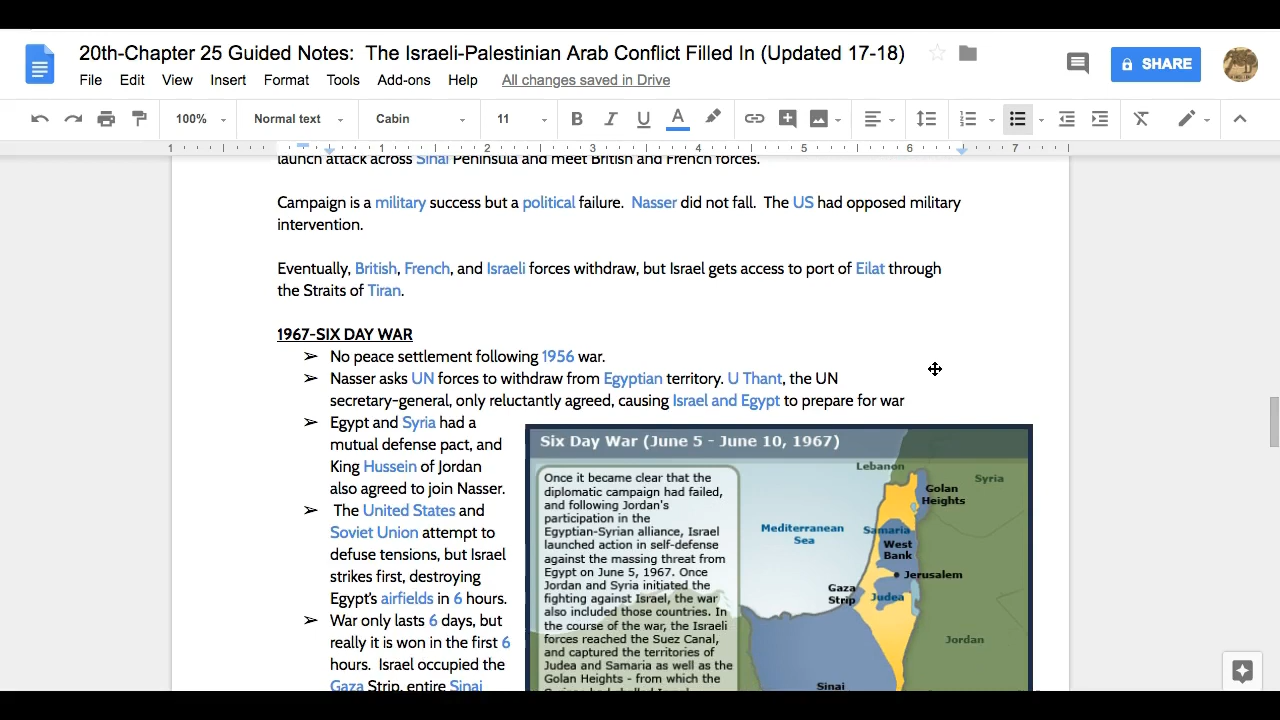 20th-Chapter 25 Guided Notes:  The Israeli-Palestinian Arab Conflict Filled In (Updated 17-18)
File Edit View Insert Format Tools Add-ons Help All changes saved in Drive
SHARE
100% Normal text Cabin 11 B I U A
1 1 2 3 4 5 6 7
launch attack across Sinai Peninsula and meet British and French forces.
Campaign is a military success but a political failure.  Nasser did not fall.  The US had opposed military
intervention.
Eventually, British, French, and Israeli forces withdraw, but Israel gets access to port of Eilat through
the Straits of Tiran.
1967-SIX DAY WAR
➢ No peace settlement following 1956 war.
➢ Nasser asks UN forces to withdraw from Egyptian territory. U Thant, the UN
secretary-general, only reluctantly agreed, causing Israel and Egypt to prepare for war
➢ Egypt and Syria had a
mutual defense pact, and
King Hussein of Jordan
also agreed to join Nasser.
➢ The United States and
Soviet Union attempt to
defuse tensions, but Israel
strikes first, destroying
Egypt's airfields in 6 hours.
➢ War only lasts 6 days, but
really it is won in the first 6
hours.  Israel occupied the
Gaza Strip, entire Sinai
Six Day War (June 5 - June 10, 1967)
Once it became clear that the
diplomatic campaign had failed,
and following Jordan's
participation in the
Egyptian-Syrian alliance, Israel
launched action in self-defense
against the massing threat from
Egypt on June 5, 1967. Once
Jordan and Syria initiated the
fighting against Israel, the war
also included those countries. In
the course of the war, the Israeli
forces reached the Suez Canal,
and captured the territories of
Judea and Samaria as well as the
Golan Heights - from which the
Lebanon
Syria
Golan
Heights
Mediterranean
Sea
Samaria
West
Bank
Jerusalem
Gaza
Strip
Judea
Jordan
Sinai